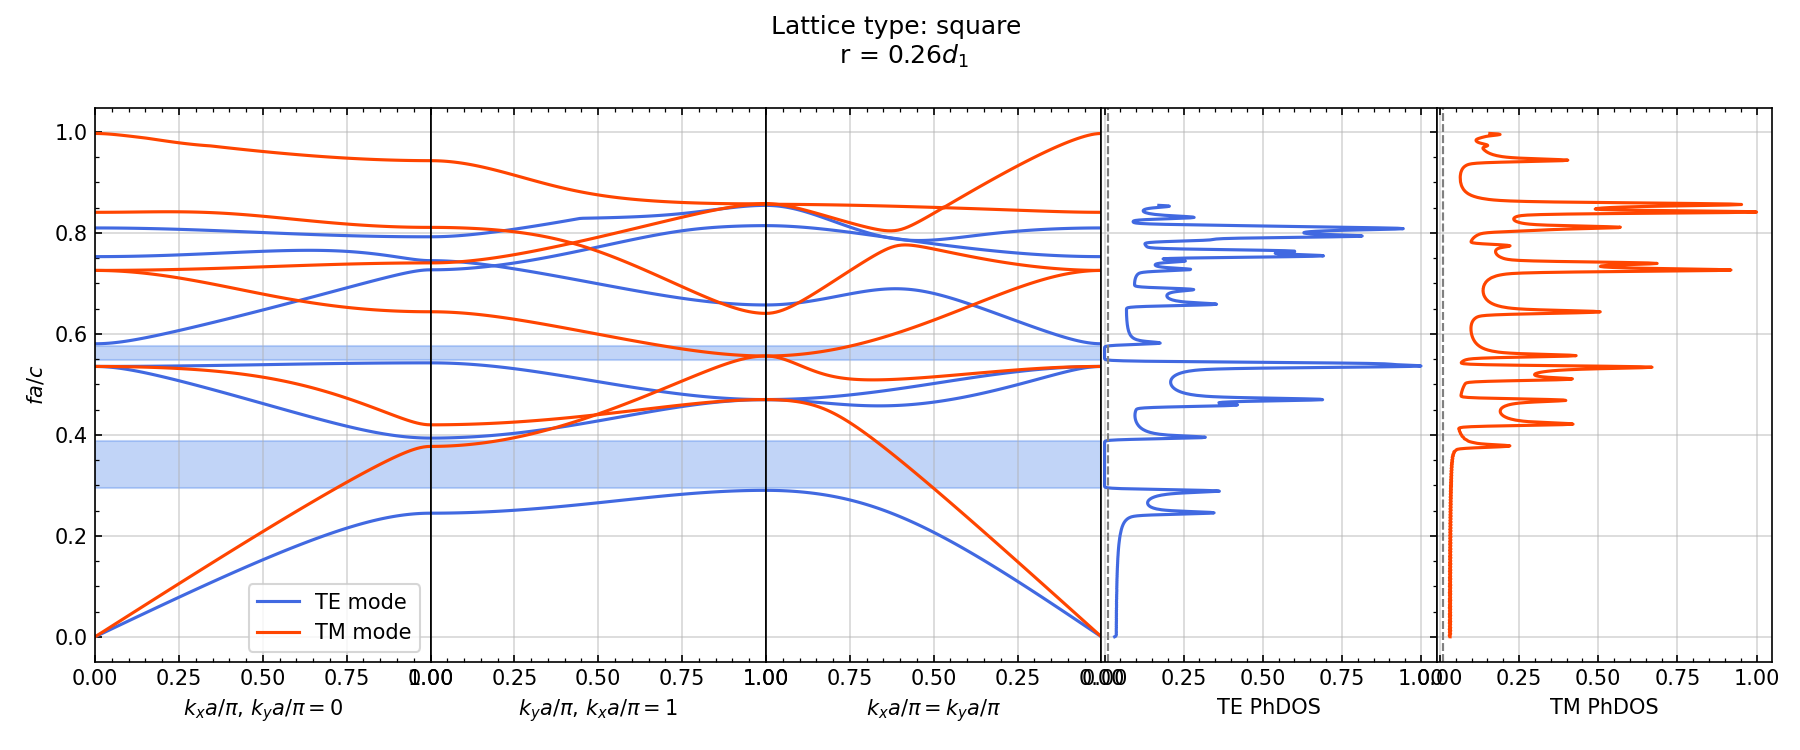 Lattice type: square
r = 0.26d₁
fa/c
1.0
0.8
0.6
0.4
0.2
0.0
TE mode
TM mode
0.00 0.25 0.50 0.75 1.00 0.00 0.25 0.50 0.75 1.00 1.00 0.75 0.50 0.25 0.00 0.00 0.25 0.50 0.75 1.00 0.00 0.25 0.50 0.75 1.00
kₓa/π, kᵧa/π = 0 kᵧa/π, kₓa/π = 1 kₓa/π = kᵧa/π TE PhDOS TM PhDOS